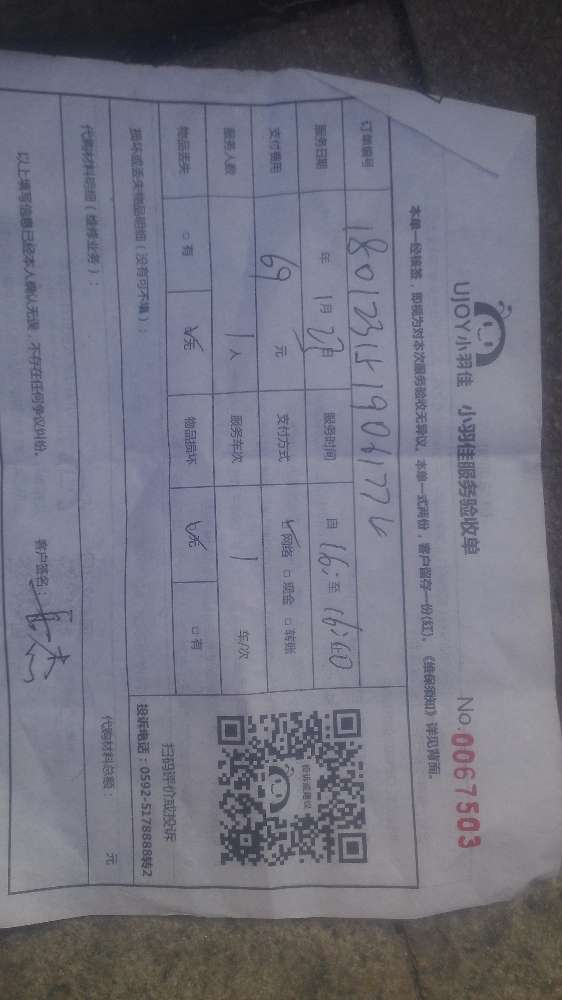 UJOY小羽佳 小羽佳服务验收单 No:0067503
本单一经核签，即视为对本次服务验收无异议。本单一式两份，客户留存一份(红)，《维保须知》详见背面。
订单编号
服务日期 年 1月 27日 服务时间 自 16: 至 16:40 止
支付费用 69 元 支付方式 ☑网络 □现金 □转账
服务人数 1 人 服务车次 1 车/次
物品丢失 □有 ☑无 物品损坏 ☑无 □有
扫码评价或投诉
投诉电话：0592-5178888转2
损坏或丢失物品明细（没有可不填）：
代购材料明细（维修业务）： 代购材料总额： 元
以上填写信息已经本人确认无误，不存在任何争议纠纷。 客户签名：